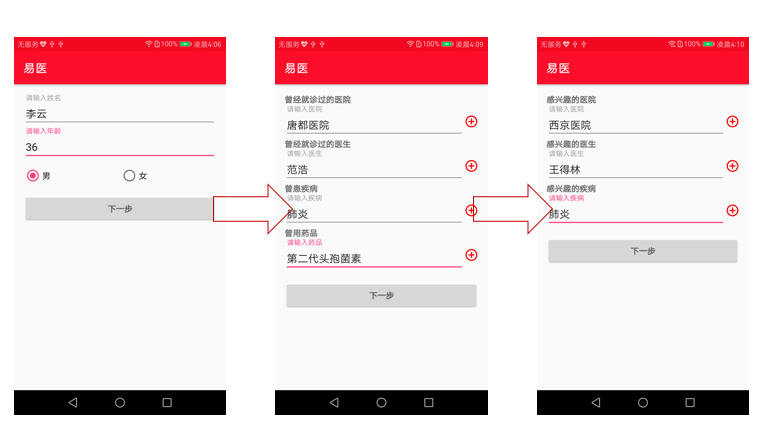 无服务 100% 凌晨4:06
易医
请输入姓名
李云
请输入年龄
36
男 女
下一步
无服务 100% 凌晨4:09
易医
曾经就诊过的医院
请输入医院
唐都医院
曾经就诊过的医生
请输入医生
范浩
曾患疾病
请输入疾病
肺炎
曾用药品
请输入药品
第二代头孢菌素
下一步
无服务 100% 凌晨4:10
易医
感兴趣的医院
请输入医院
西京医院
感兴趣的医生
请输入医生
王得林
感兴趣的疾病
请输入疾病
肺炎
下一步